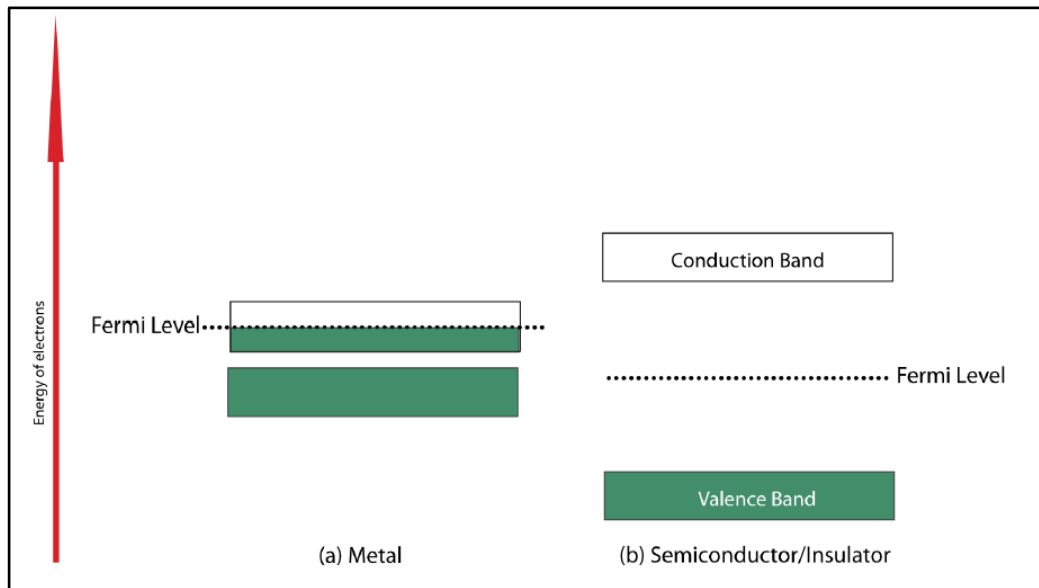 Energy of electrons
Conduction Band
Fermi Level
Fermi Level
Valence Band
(a) Metal
(b) Semiconductor/Insulator